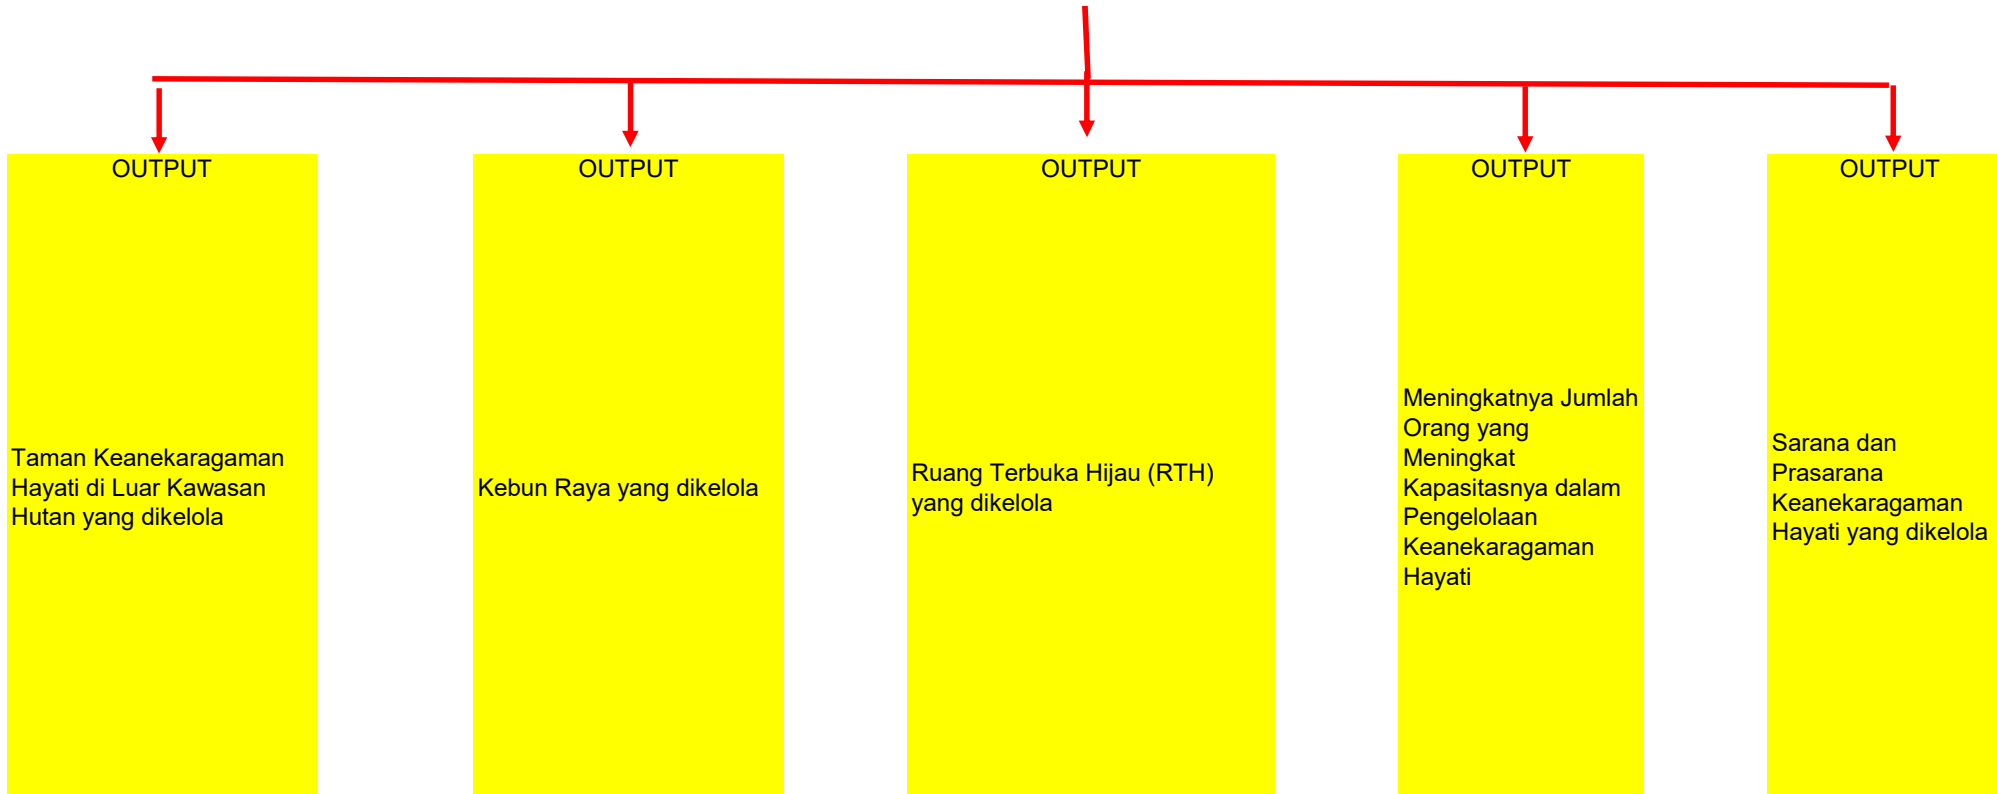 OUTPUT
Taman Keanekaragaman
Hayati di Luar Kawasan
Hutan yang dikelola
OUTPUT
Kebun Raya yang dikelola
OUTPUT
Ruang Terbuka Hijau (RTH)
yang dikelola
OUTPUT
Meningkatnya Jumlah
Orang yang
Meningkat
Kapasitasnya dalam
Pengelolaan
Keanekaragaman
Hayati
OUTPUT
Sarana dan
Prasarana
Keanekaragaman
Hayati yang dikelola